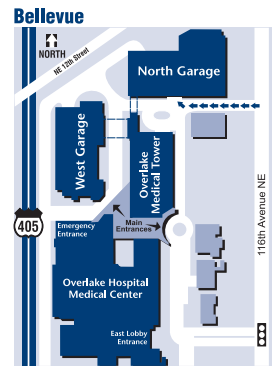 Bellevue
NORTH
NE 12th Street
North Garage
West Garage
Overlake
Medical Tower
116th Avenue NE
405
Emergency
Entrance
Main
Entrances
Overlake Hospital
Medical Center
East Lobby
Entrance